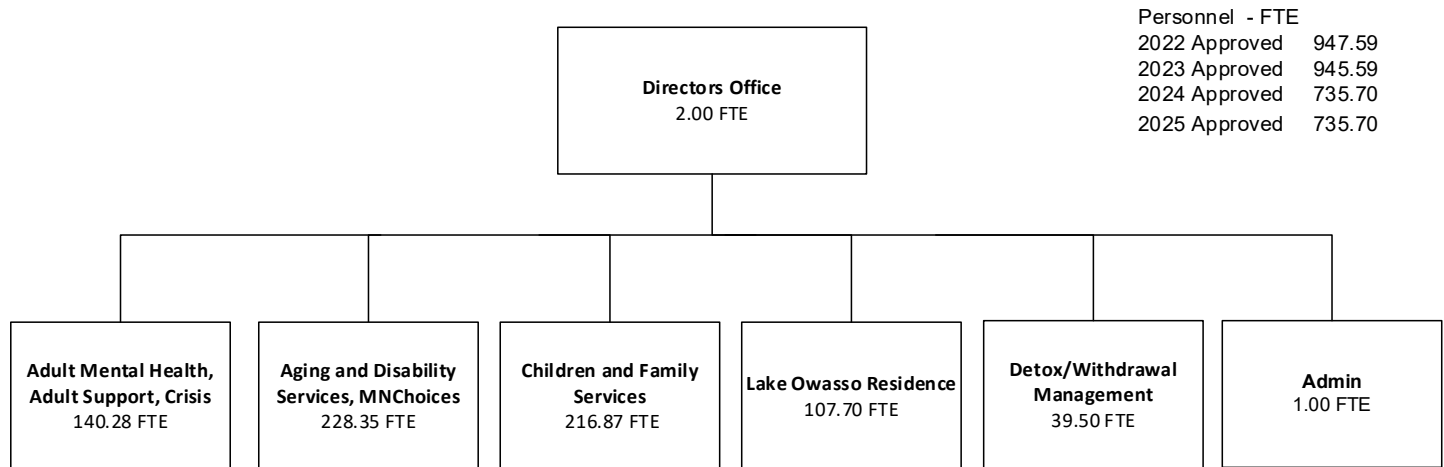 Personnel - FTE
2022 Approved 947.59
2023 Approved 945.59
2024 Approved 735.70
2025 Approved 735.70
Directors Office
2.00 FTE
Adult Mental Health,
Adult Support, Crisis
140.28 FTE
Aging and Disability
Services, MNChoices
228.35 FTE
Children and Family
Services
216.87 FTE
Lake Owasso Residence
107.70 FTE
Detox/Withdrawal
Management
39.50 FTE
Admin
1.00 FTE